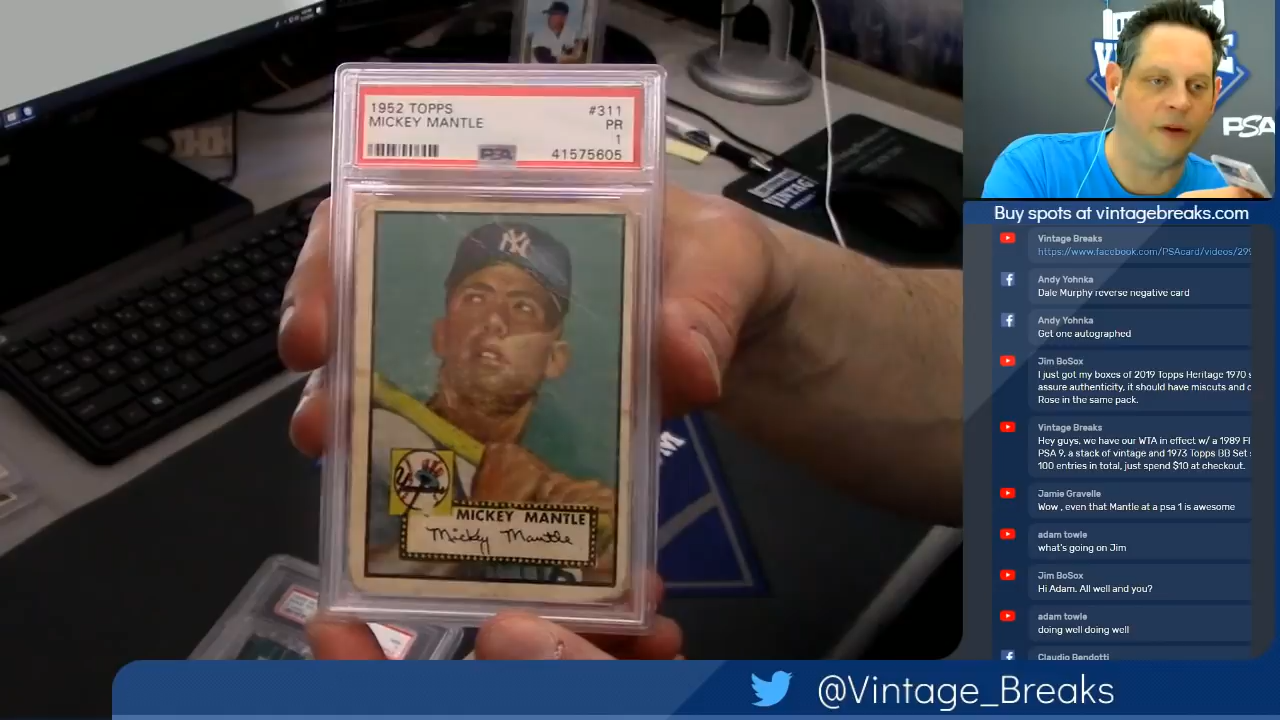 1952 TOPPS #311
MICKEY MANTLE PR
1
PSA 41575605
MICKEY MANTLE
Mickey Mantle
PSA
Buy spots at vintagebreaks.com
Vintage Breaks
https://www.facebook.com/PSAcard/videos/299
Andy Yohnka
Dale Murphy reverse negative card
Andy Yohnka
Get one autographed
Jim BoSox
I just got my boxes of 2019 Topps Heritage 1970 s
assure authenticity, it should have miscuts and
Rose in the same pack.
Vintage Breaks
Hey guys, we have our WTA in effect w/ a 1989 Fl
PSA 9, a stack of vintage and 1973 Topps BB Set
100 entries in total, just spend $10 at checkout.
Jamie Gravelle
Wow , even that Mantle at a psa 1 is awesome
adam towle
what's going on Jim
Jim BoSox
Hi Adam. All well and you?
adam towle
doing well doing well
Claudio Bendotti
@Vintage_Breaks